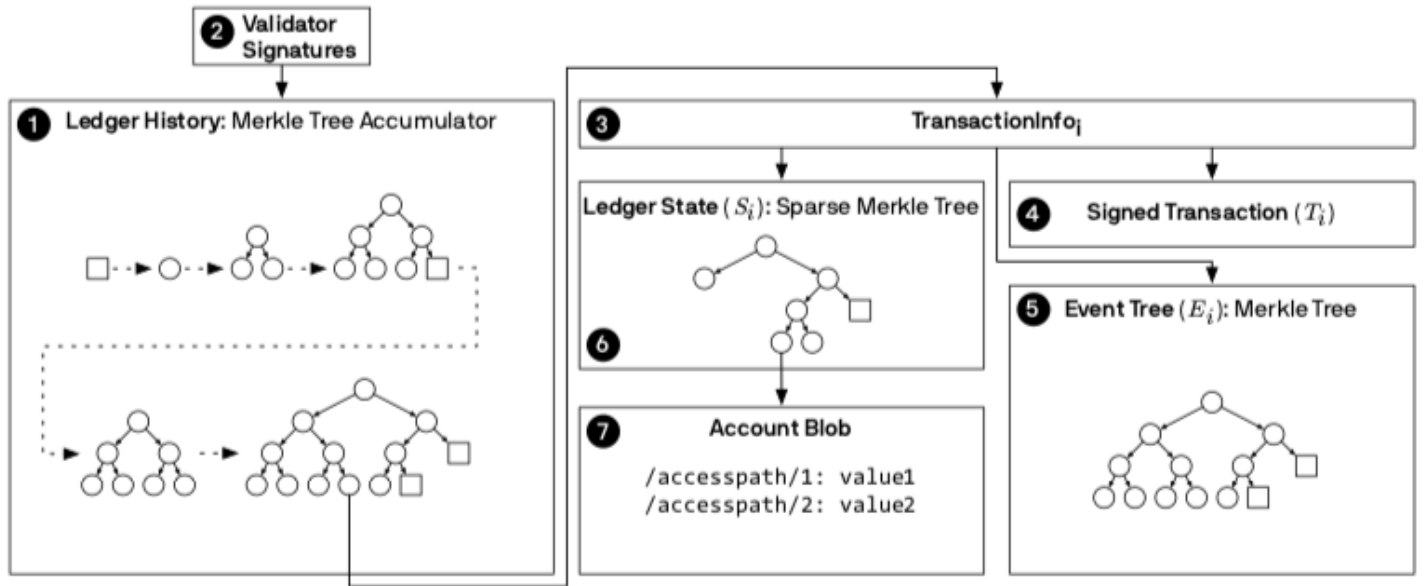 2 Validator
Signatures
1 Ledger History: Merkle Tree Accumulator
3 TransactionInfoᵢ
Ledger State (Sᵢ): Sparse Merkle Tree
6
4 Signed Transaction (Tᵢ)
5 Event Tree (Eᵢ): Merkle Tree
7 Account Blob
/accesspath/1: value1
/accesspath/2: value2